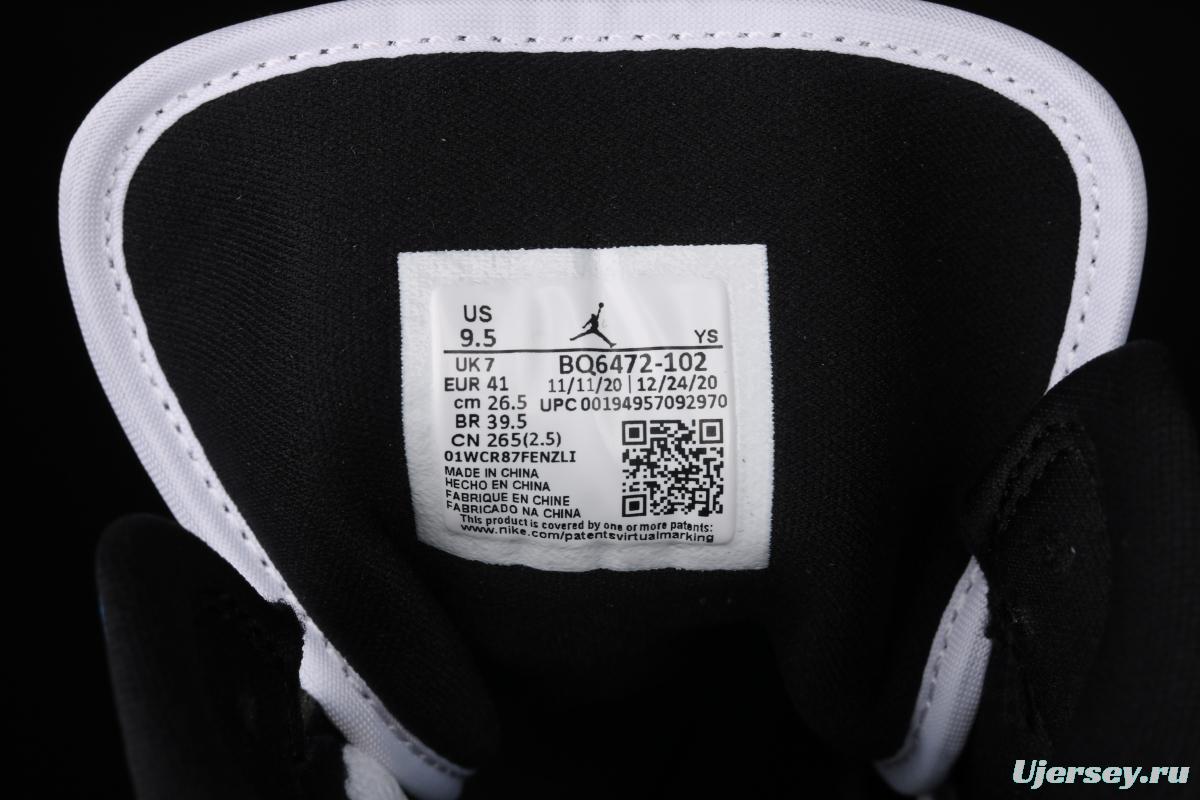 US
9.5
YS
UK 7
BQ6472-102
EUR 41
11/11/20 | 12/24/20
cm 26.5
UPC 00194957092970
BR 39.5
CN 265(2.5)
01WCR87FENZLI
MADE IN CHINA
HECHO EN CHINA
FABRIQUE EN CHINE
FABRICADO NA CHINA
This product is covered by one or more patents:
www.nike.com/patentsvirtualmarking
Ujersey.ru